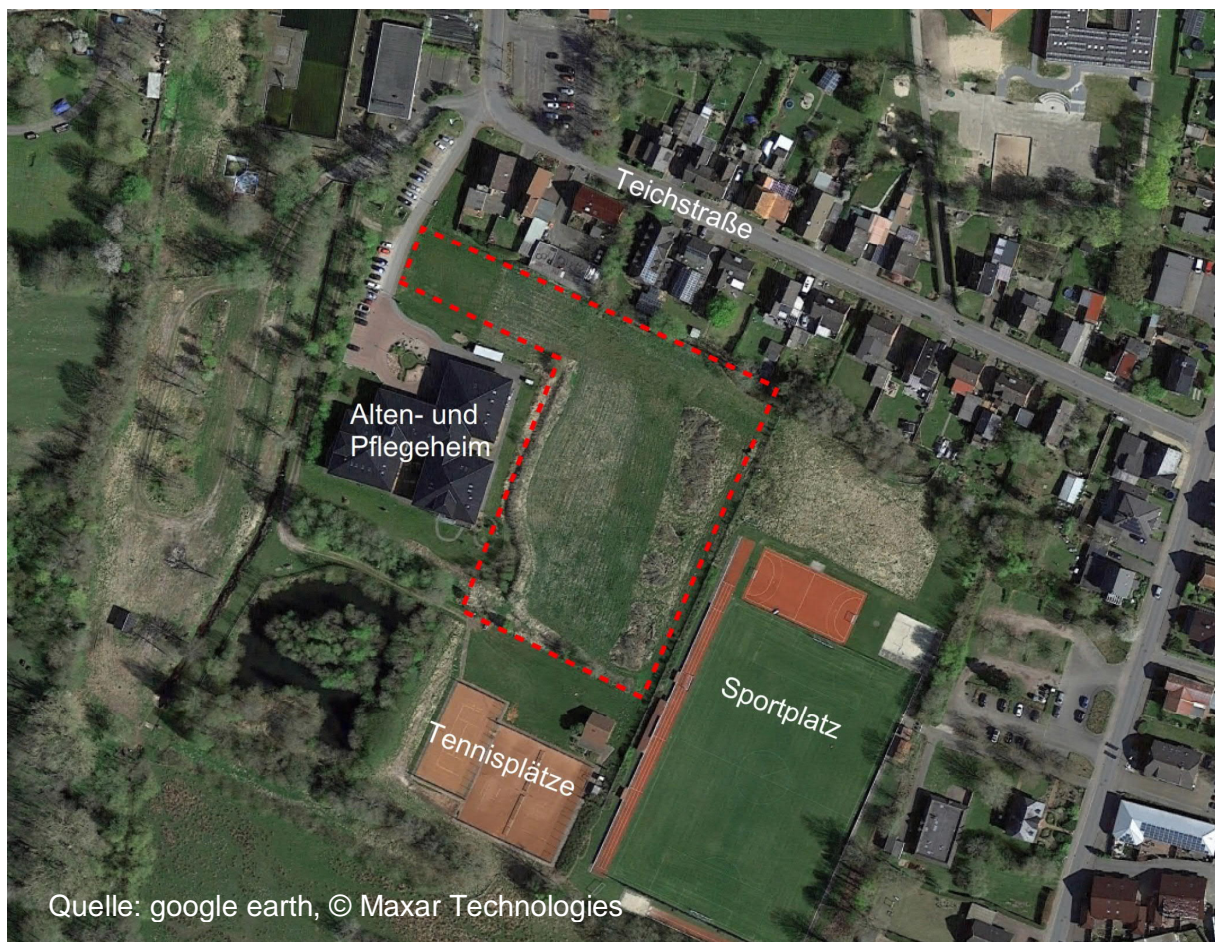 Teichstraße
Alten- und
Pflegeheim
Sportplatz
Tennisplätze
Quelle: google earth, © Maxar Technologies